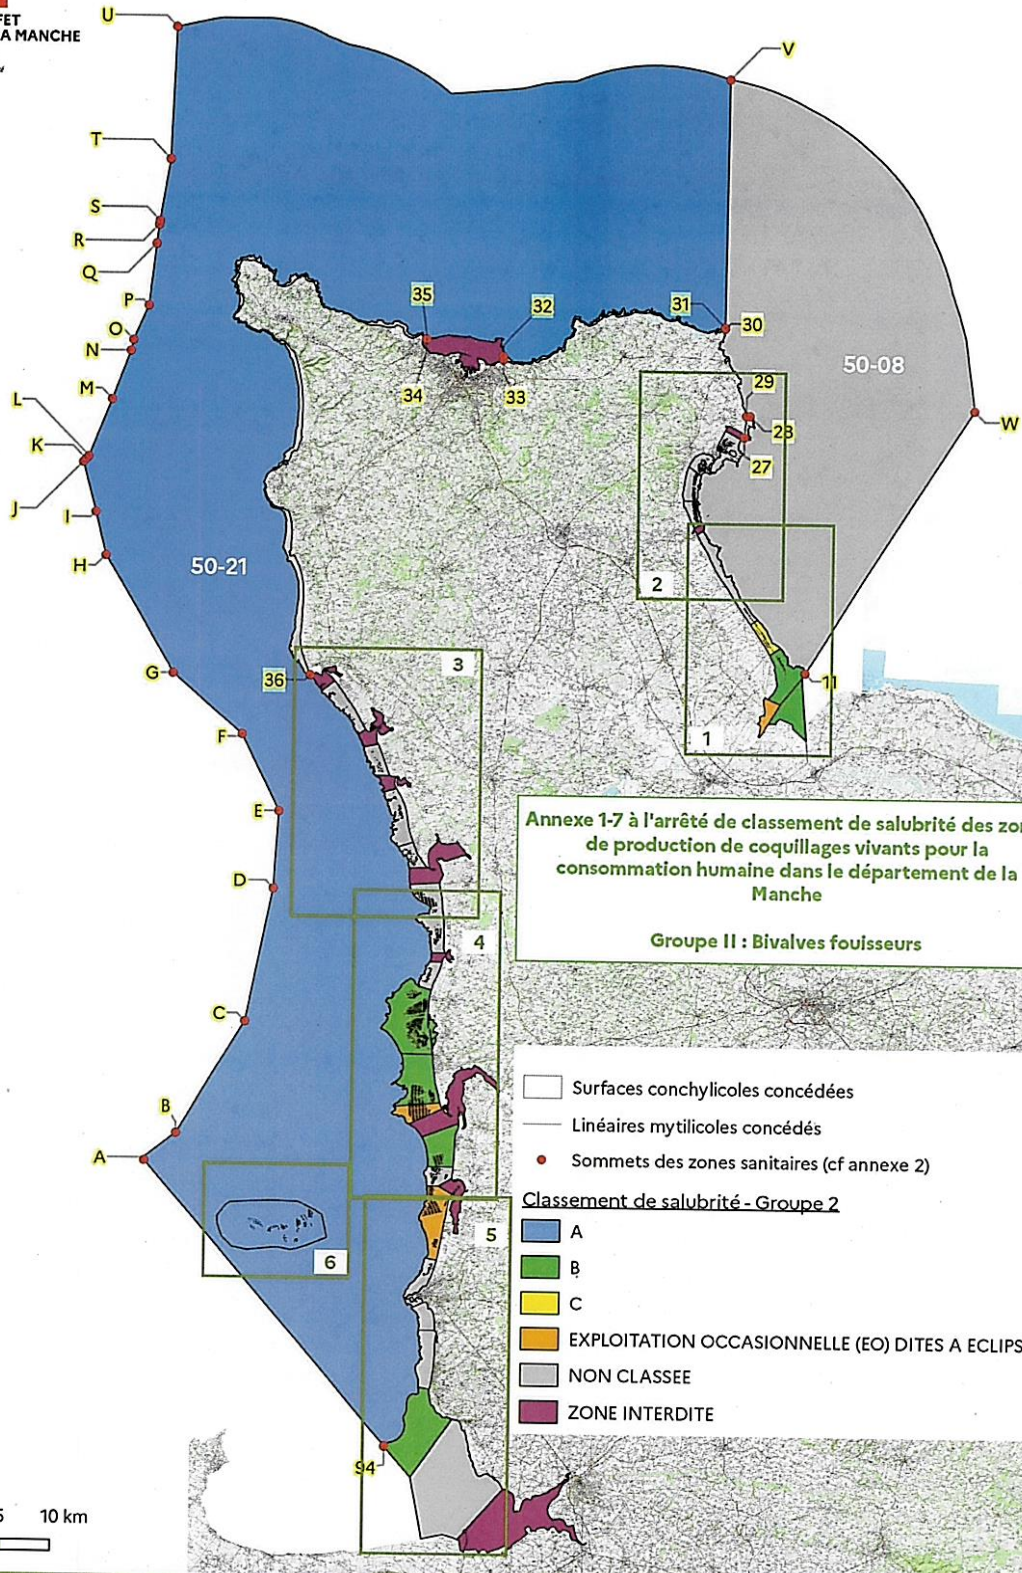 FET
A MANCHE
U
V
T
S
R
Q
P
O
N
M
L
K
J
I
H
G
F
E
D
C
B
A
W
35
32
31
30
34
33
29
28
27
50-08
50-21
2
3
36
11
1
4
5
6
94
Annexe 1-7 à l'arrêté de classement de salubrité des zo
de production de coquillages vivants pour la
consommation humaine dans le département de la
Manche
Groupe II : Bivalves fouisseurs
Surfaces conchylicoles concédées
Linéaires mytilicoles concédés
Sommets des zones sanitaires (cf annexe 2)
Classement de salubrité - Groupe 2
A
B
C
EXPLOITATION OCCASIONNELLE (EO) DITES A ECLIPS
NON CLASSEE
ZONE INTERDITE
10 km